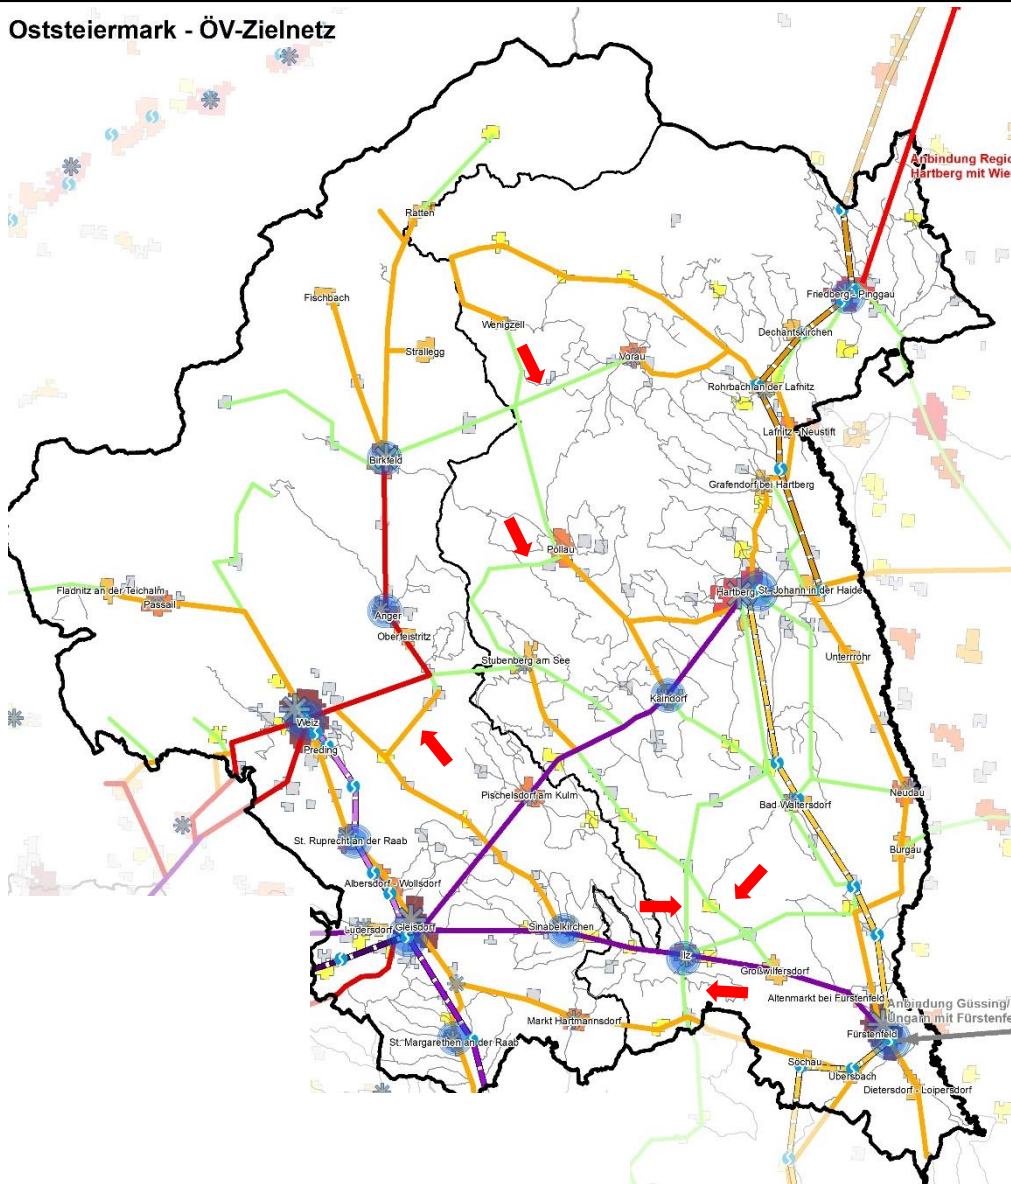 Oststeiermark - ÖV-Zielnetz
Anbindung Regio
Hartberg mit Wie
Ratten
Fischbach
Friedberg - Pinggau
Wenigzell
Dechantskirchen
Strallegg
Vorau
Rohrbach an der Lafnitz
Lafnitz - Neustift
Birkfeld
Grafendorf bei Hartberg
Pöllau
Fladnitz an der Teichalm
Passail
Hartberg
St. Johann in der Haide
Anger
Oberfeistritz
Stubenberg am See
Unterrohr
Kaindorf
Weiz
Preding
Pischelsdorf am Kulm
Neudau
Bad Waltersdorf
St. Ruprecht an der Raab
Burgau
Albersdorf - Wollsdorf
Ludersdorf
Gleisdorf
Sinabelkirchen
Ilz
Großwilfersdorf
Altenmarkt bei Fürstenfeld
Anbindung Güssing/
Ungarn mit Fürstenfe
Markt Hartmannsdorf
Fürstenfeld
St. Margarethen an der Raab
Söchau
Übersbach
Dietersdorf - Loipersdorf